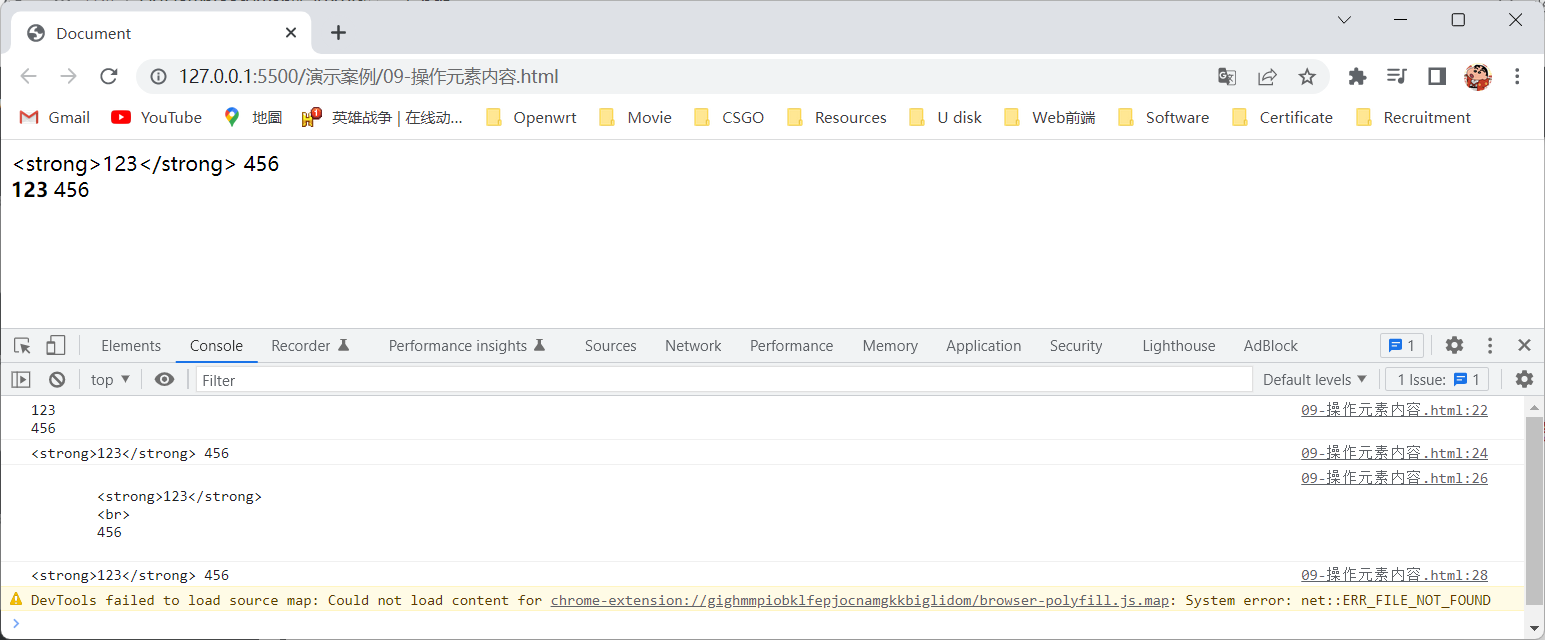 Document
127.0.0.1:5500/演示案例/09-操作元素内容.html
Gmail YouTube 地圖 英雄战争 | 在线动... Openwrt Movie CSGO Resources U disk Web前端 Software Certificate Recruitment
<strong>123</strong> 456
123 456
Elements Console Recorder Performance insights Sources Network Performance Memory Application Security Lighthouse AdBlock 1
top Filter Default levels 1 Issue: 1
123 09-操作元素内容.html:22
456
<strong>123</strong> 456 09-操作元素内容.html:24
09-操作元素内容.html:26
<strong>123</strong>
<br>
456
<strong>123</strong> 456 09-操作元素内容.html:28
DevTools failed to load source map: Could not load content for chrome-extension://gighmmpiobklfepjocnamgkkbiglidom/browser-polyfill.js.map: System error: net::ERR_FILE_NOT_FOUND